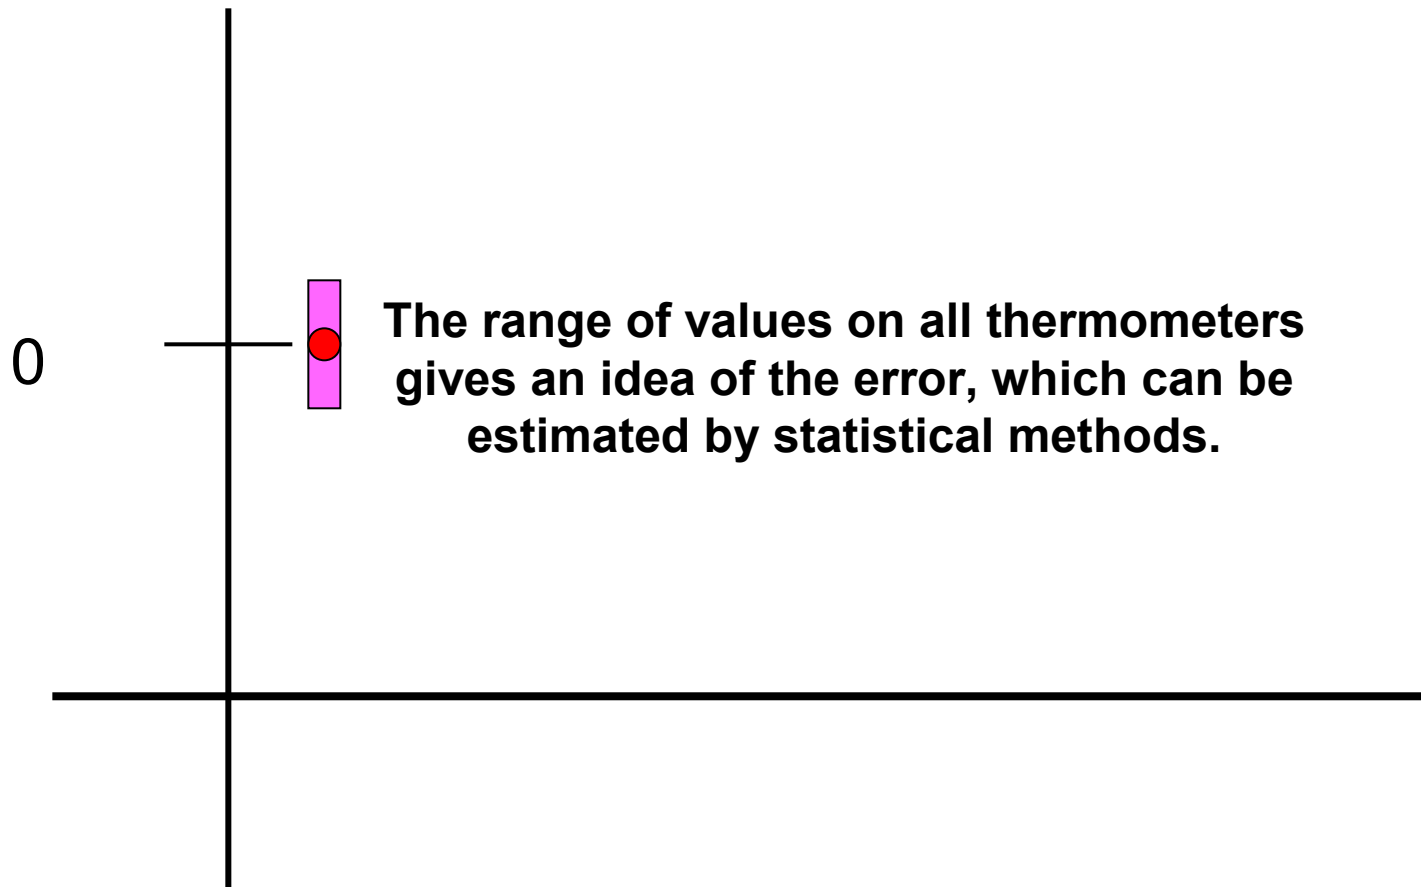 The range of values on all thermometers
0
gives an idea of the error, which can be
estimated by statistical methods.